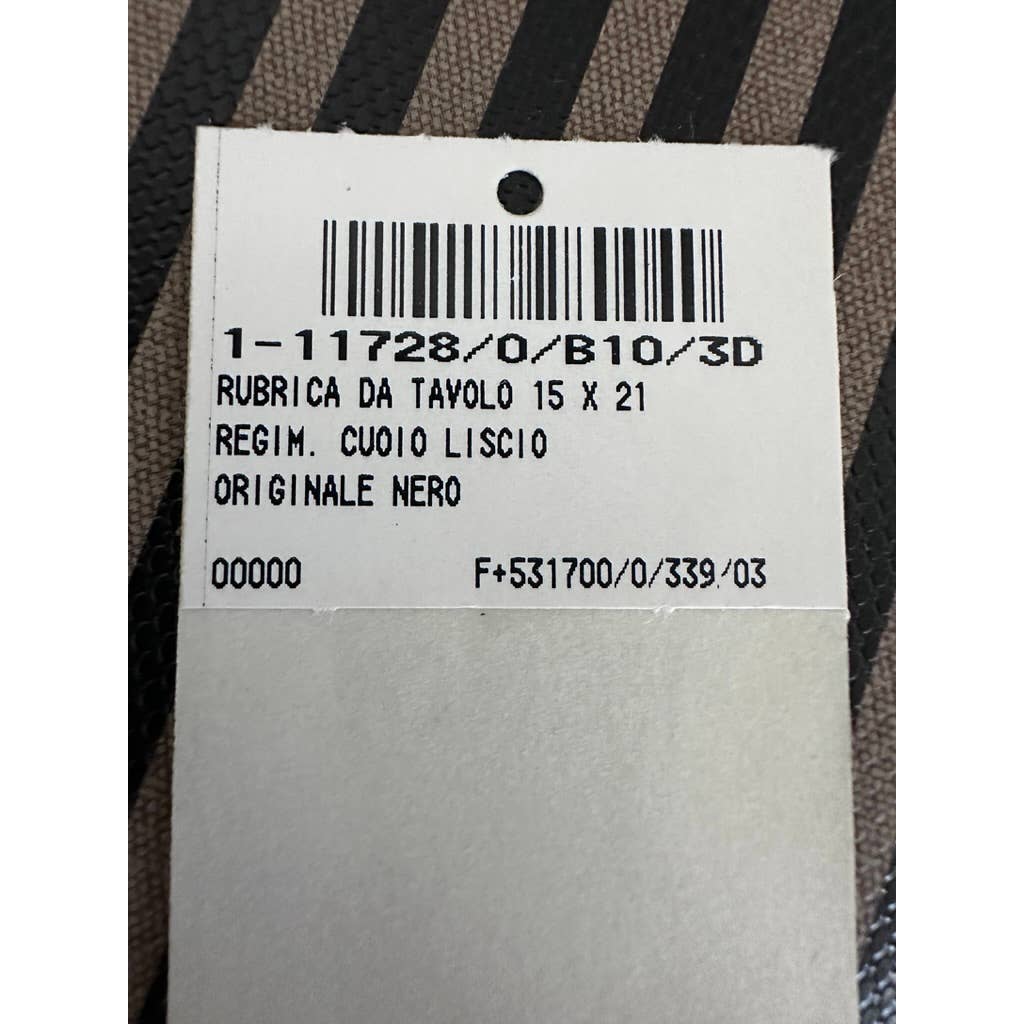 1-11728/0/B10/3D
RUBRICA DA TAVOLO 15 X 21
REGIM. CUOIO LISCIO
ORIGINALE NERO
00000 F+531700/0/339/03